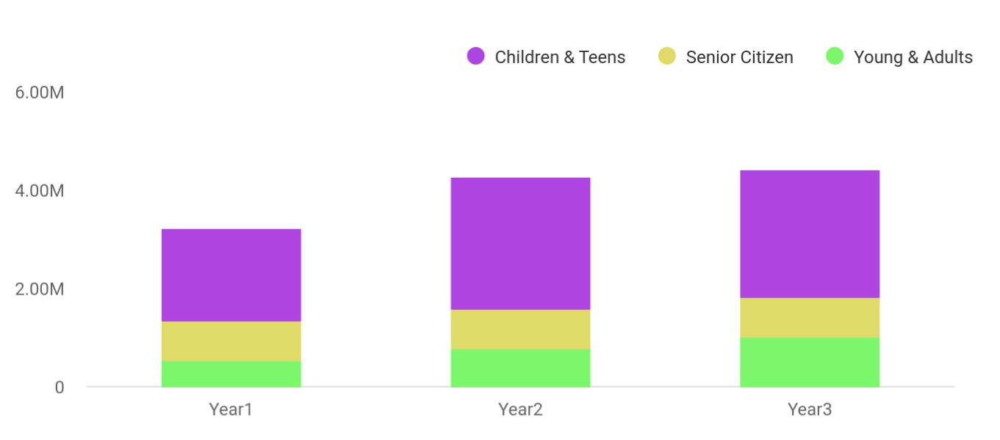 Children & Teens Senior Citizen Young & Adults
6.00M
4.00M
2.00M
0
Year1 Year2 Year3